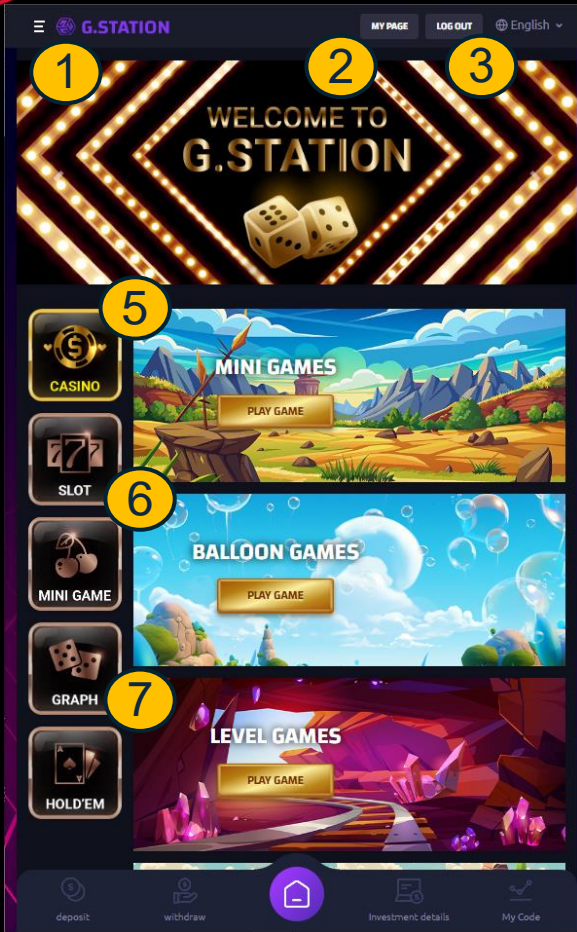 G.STATION
MY PAGE
LOG OUT
English
1
2
3
WELCOME TO
G.STATION
5
CASINO
MINI GAMES
PLAY GAME
777
SLOT
6
BALLOON GAMES
PLAY GAME
MINI GAME
GRAPH
7
LEVEL GAMES
PLAY GAME
A
A
HOLD'EM
deposit
withdraw
Investment details
My Code